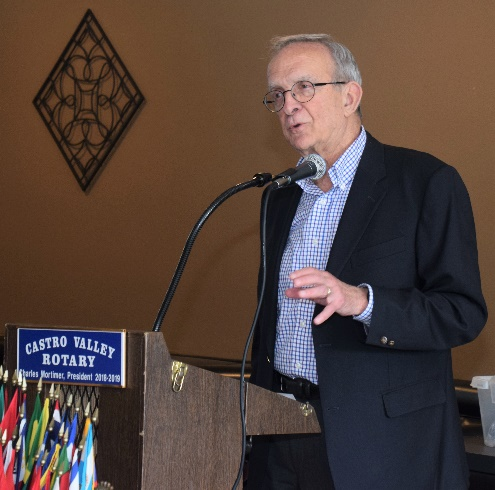 CASTRO VALLEY
ROTARY
Charles Mortimer, President 2018-2019